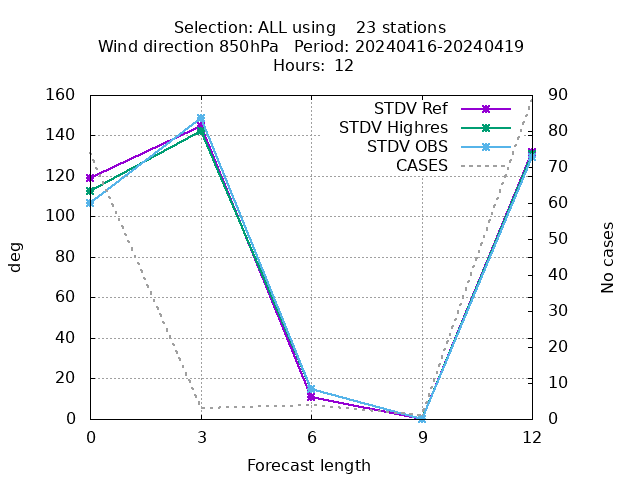 Selection: ALL using    23 stations
Wind direction 850hPa   Period: 20240416-20240419
Hours: 12
STDV Ref
STDV Highres
STDV OBS
CASES
160
140
120
100
80
60
40
20
0
deg
90
80
70
60
50
40
30
20
10
0
No cases
0 3 6 9 12
Forecast length